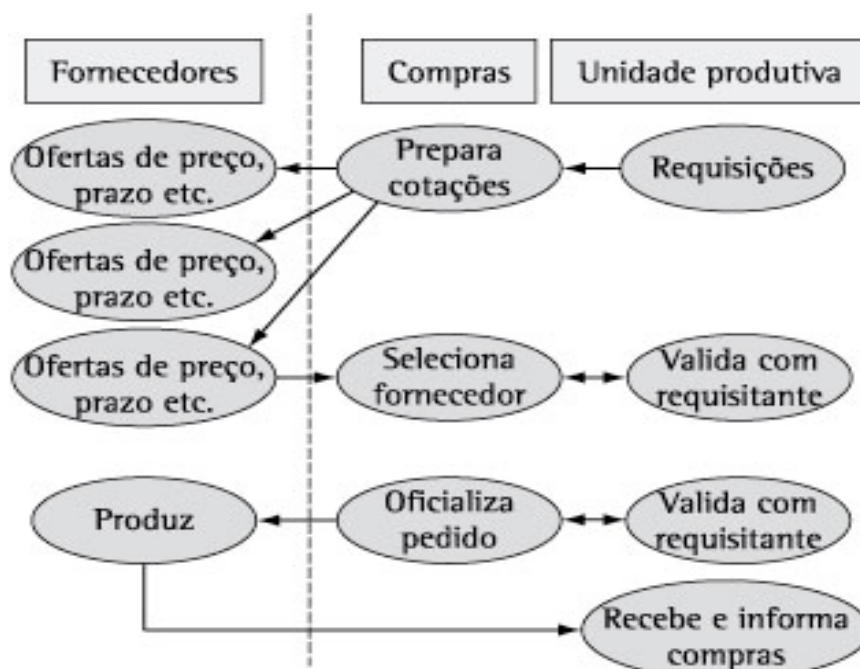 Fornecedores
Compras
Unidade produtiva
Ofertas de preço,
prazo etc.
Prepara
cotações
Requisições
Ofertas de preço,
prazo etc.
Ofertas de preço,
prazo etc.
Seleciona
fornecedor
Valida com
requisitante
Produz
Oficializa
pedido
Valida com
requisitante
Recebe e informa
compras